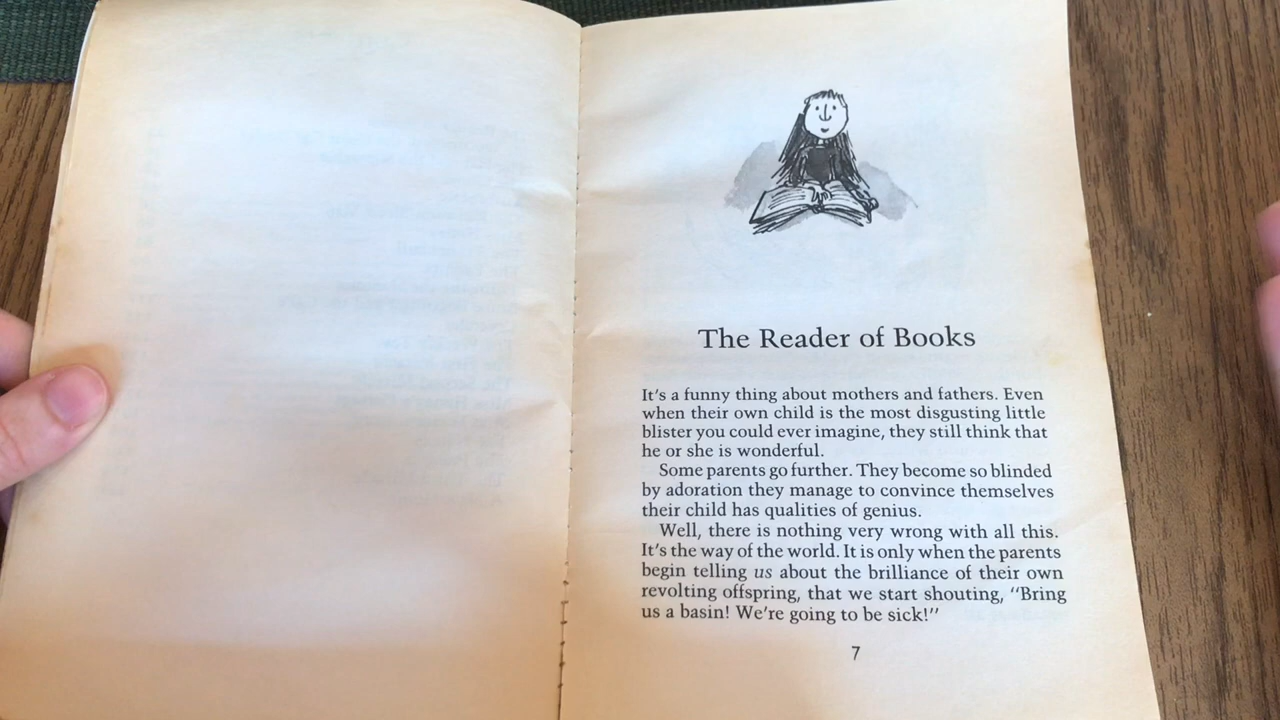 The Reader of Books
It's a funny thing about mothers and fathers. Even
when their own child is the most disgusting little
blister you could ever imagine, they still think that
he or she is wonderful.
Some parents go further. They become so blinded
by adoration they manage to convince themselves
their child has qualities of genius.
Well, there is nothing very wrong with all this.
It's the way of the world. It is only when the parents
begin telling us about the brilliance of their own
revolting offspring, that we start shouting, "Bring
us a basin! We're going to be sick!"
7